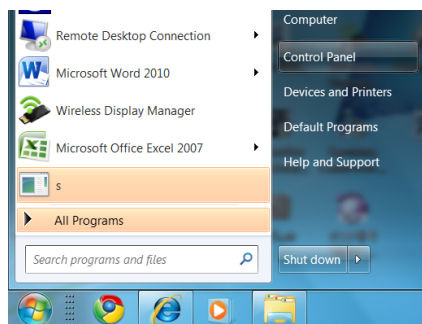 Remote Desktop Connection
Microsoft Word 2010
Wireless Display Manager
Microsoft Office Excel 2007
s
All Programs
Search programs and files
Computer
Control Panel
Devices and Printers
Default Programs
Help and Support
Shut down